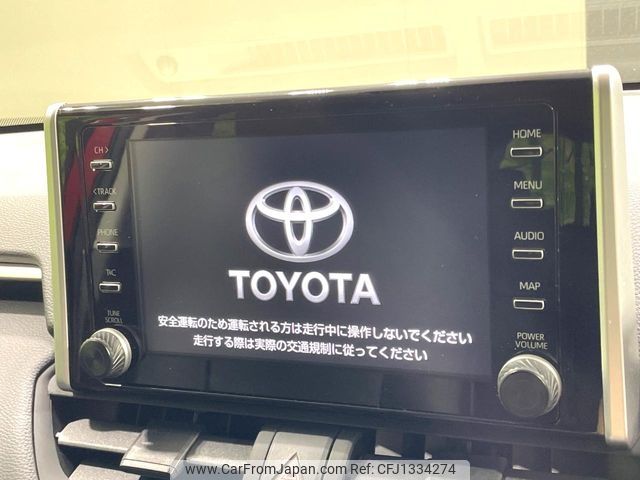 CH >
< TRACK
PHONE
T/C
TUNE
SCROLL
TOYOTA
安全運転のため運転される方は走行中に操作しないでください
走行する際は実際の交通規制に従ってください
HOME
MENU
AUDIO
MAP
POWER
VOLUME
CarFromJapan.com - CFJ1334274